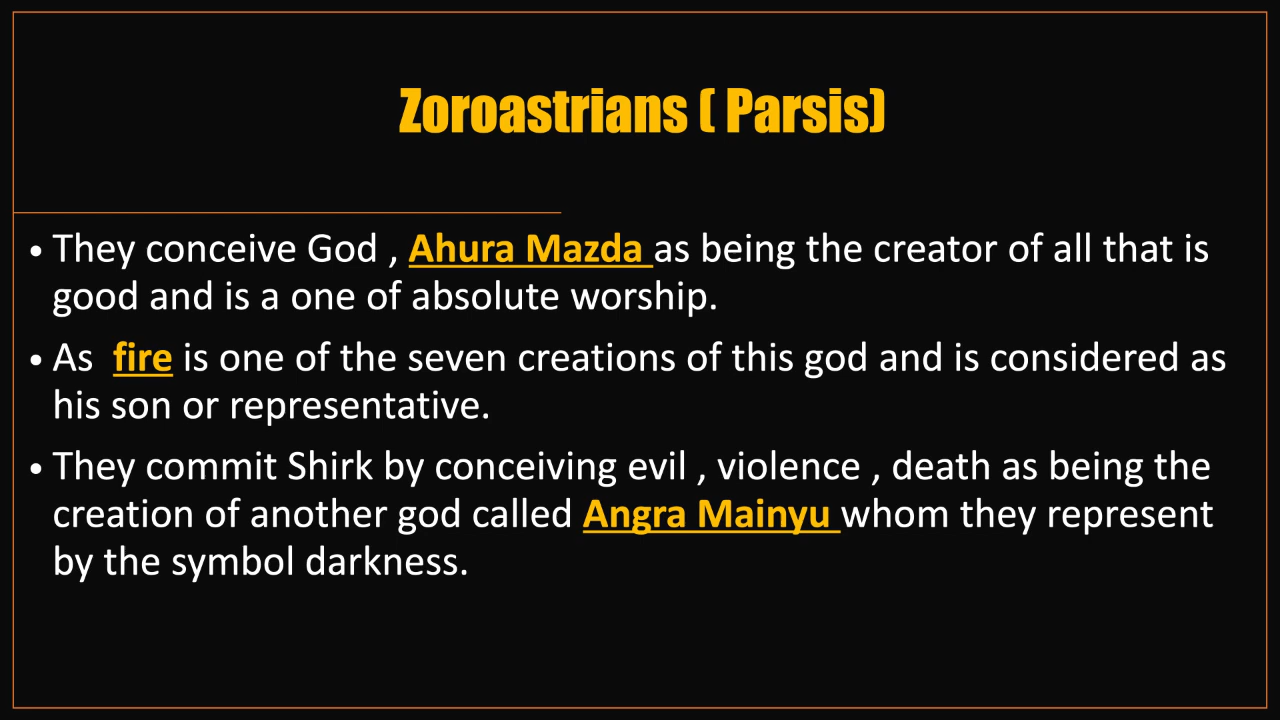 Zoroastrians ( Parsis)
• They conceive God , Ahura Mazda as being the creator of all that is
good and is a one of absolute worship.
• As fire is one of the seven creations of this god and is considered as
his son or representative.
• They commit Shirk by conceiving evil , violence , death as being the
creation of another god called Angra Mainyu whom they represent
by the symbol darkness.